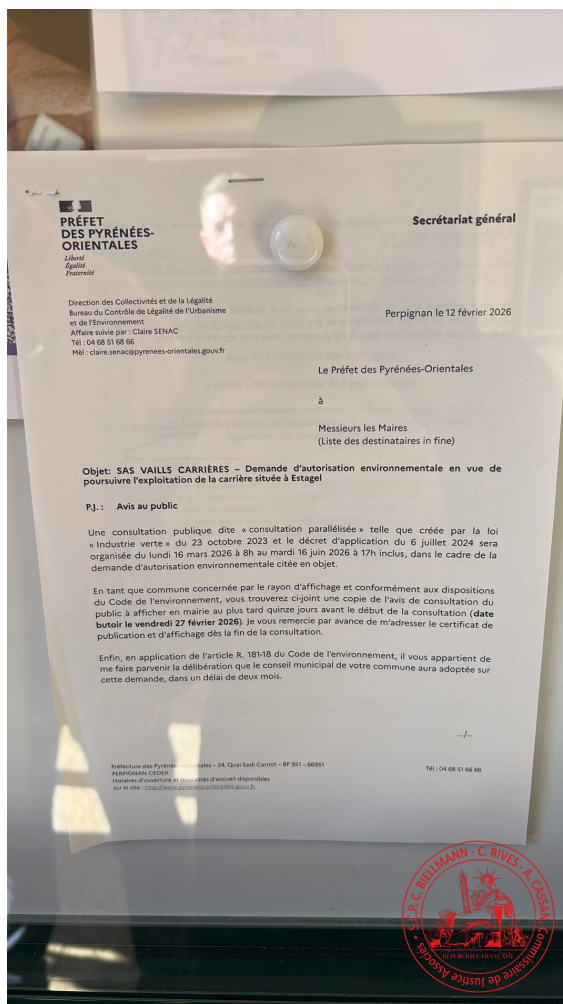 PRÉFET
DES PYRÉNÉES-
ORIENTALES
Liberté
Égalité
Fraternité
Secrétariat général
Direction des Collectivités et de la Légalité
Bureau du Contrôle de Légalité de l'Urbanisme
et de l'Environnement
Affaire suivie par : Claire SENAC
Tél : 04 68 51 68 66
Mèl : claire.senac@pyrenees-orientales.gouv.fr
Perpignan le 12 février 2026
Le Préfet des Pyrénées-Orientales
à
Messieurs les Maires
(Liste des destinataires in fine)
Objet: SAS VAILLS CARRIÈRES – Demande d'autorisation environnementale en vue de
poursuivre l'exploitation de la carrière située à Estagel
P.J. : Avis au public
Une consultation publique dite « consultation parallélisée » telle que créée par la loi
« Industrie verte » du 23 octobre 2023 et le décret d'application du 6 juillet 2024 sera
organisée du lundi 16 mars 2026 à 8h au mardi 16 juin 2026 à 17h inclus, dans le cadre de la
demande d'autorisation environnementale citée en objet.
En tant que commune concernée par le rayon d'affichage et conformément aux dispositions
du Code de l'environnement, vous trouverez ci-joint une copie de l'avis de consultation du
public à afficher en mairie au plus tard quinze jours avant le début de la consultation (date
butoir le vendredi 27 février 2026). Je vous remercie par avance de m'adresser le certificat de
publication et d'affichage dès la fin de la consultation.
Enfin, en application de l'article R. 181-18 du Code de l'environnement, il vous appartient de
me faire parvenir la délibération que le conseil municipal de votre commune aura adoptée sur
cette demande, dans un délai de deux mois.
.../...
Préfecture des Pyrénées Orientales – 24, Quai Sadi Carnot – BP 951 – 66951
PERPIGNAN CEDEX
Horaires d'ouverture et modalités d'accueil disponibles
sur le site : http://www.pyrenees-orientales.gouv.fr
Tél : 04 68 51 66 66
S.C.P. C. BIELLMANN - C. RIVES - A. CASSAN, Commissaire de Justice Associés
RÉPUBLIQUE FRANÇAISE